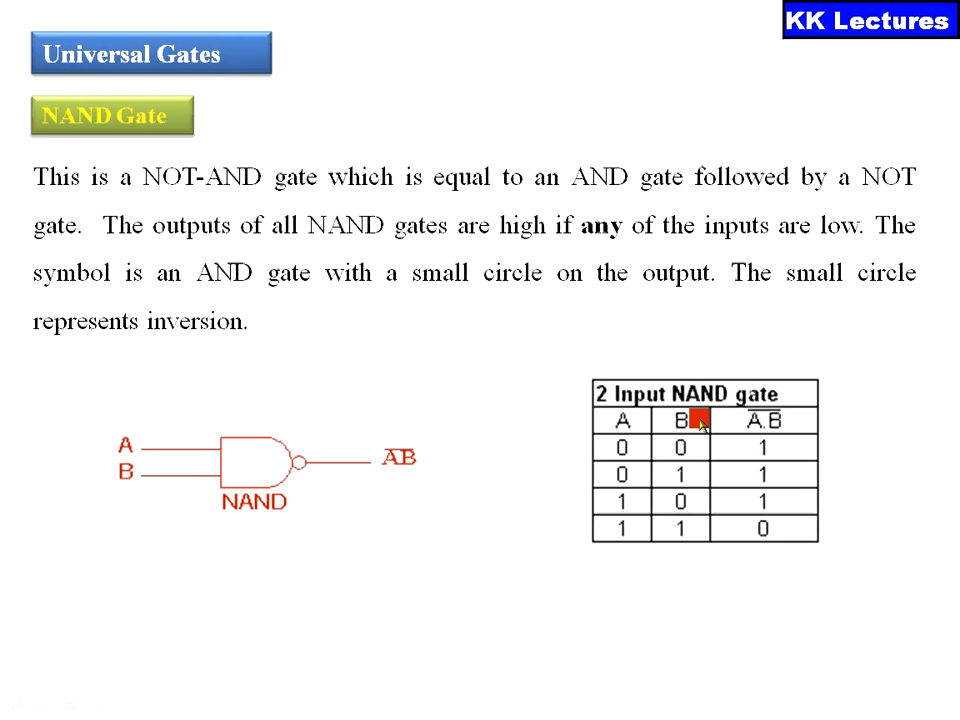 KK Lectures
Universal Gates
NAND Gate
This is a NOT-AND gate which is equal to an AND gate followed by a NOT
gate. The outputs of all NAND gates are high if any of the inputs are low. The
symbol is an AND gate with a small circle on the output. The small circle
represents inversion.
A
B
A̅B̅
NAND
2 Input NAND gate
A B A̅.̅B̅
0 0 1
0 1 1
1 0 1
1 1 0